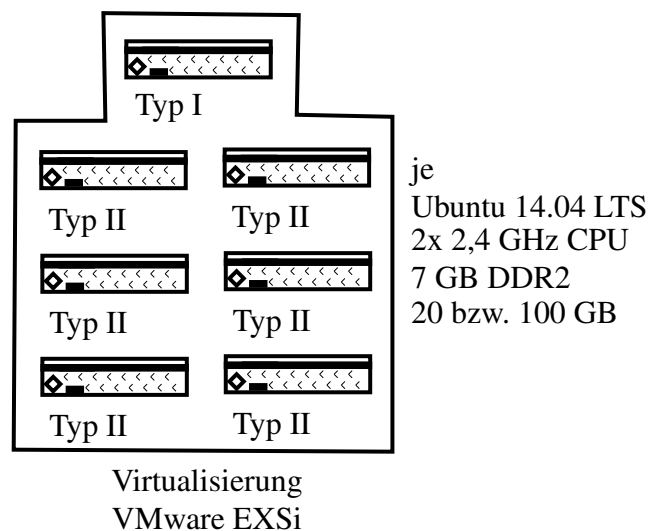 Typ I
Typ II
Typ II
Typ II
Typ II
Typ II
Typ II
je
Ubuntu 14.04 LTS
2x 2,4 GHz CPU
7 GB DDR2
20 bzw. 100 GB
Virtualisierung
VMware EXSi